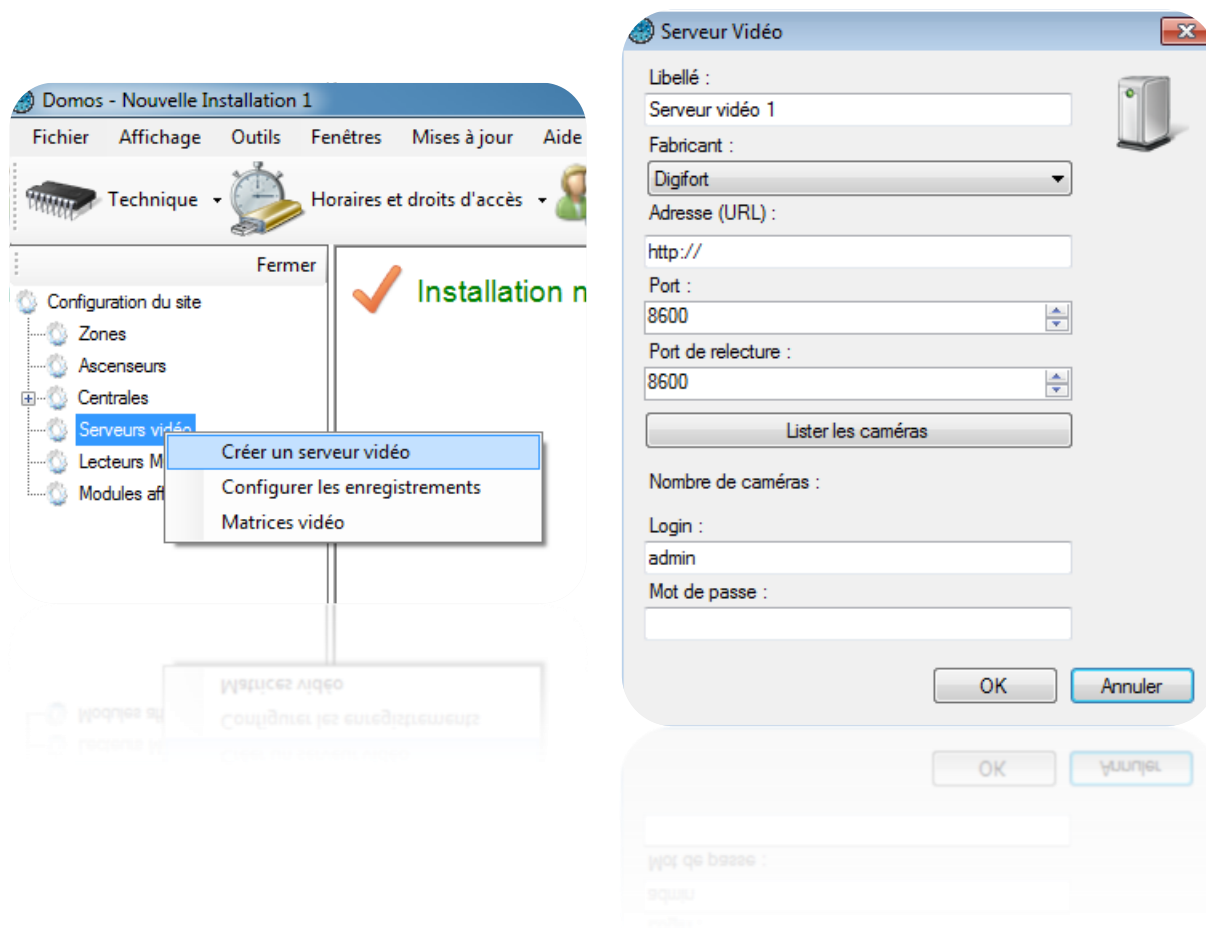 Domos - Nouvelle Installation 1
Fichier Affichage Outils Fenêtres Mises à jour Aide
Technique Horaires et droits d'accès
Fermer
Installation
Configuration du site
Zones
Ascenseurs
Centrales
Serveurs vidéo
Lecteurs
Modules
Créer un serveur vidéo
Configurer les enregistrements
Matrices vidéo
Serveur Vidéo
Libellé :
Serveur vidéo 1
Fabricant :
Digifort
Adresse (URL) :
http://
Port :
8600
Port de relecture :
8600
Lister les caméras
Nombre de caméras :
Login :
admin
Mot de passe :
OK Annuler